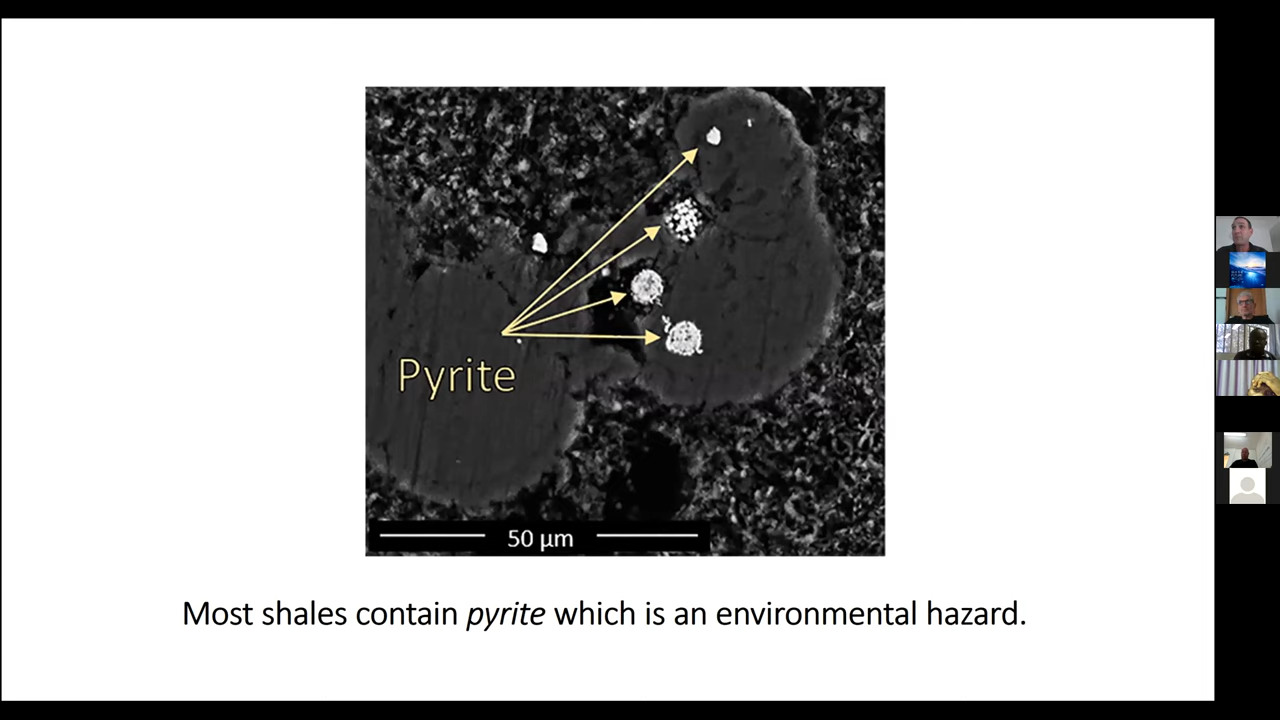 Pyrite
50 µm
Most shales contain pyrite which is an environmental hazard.